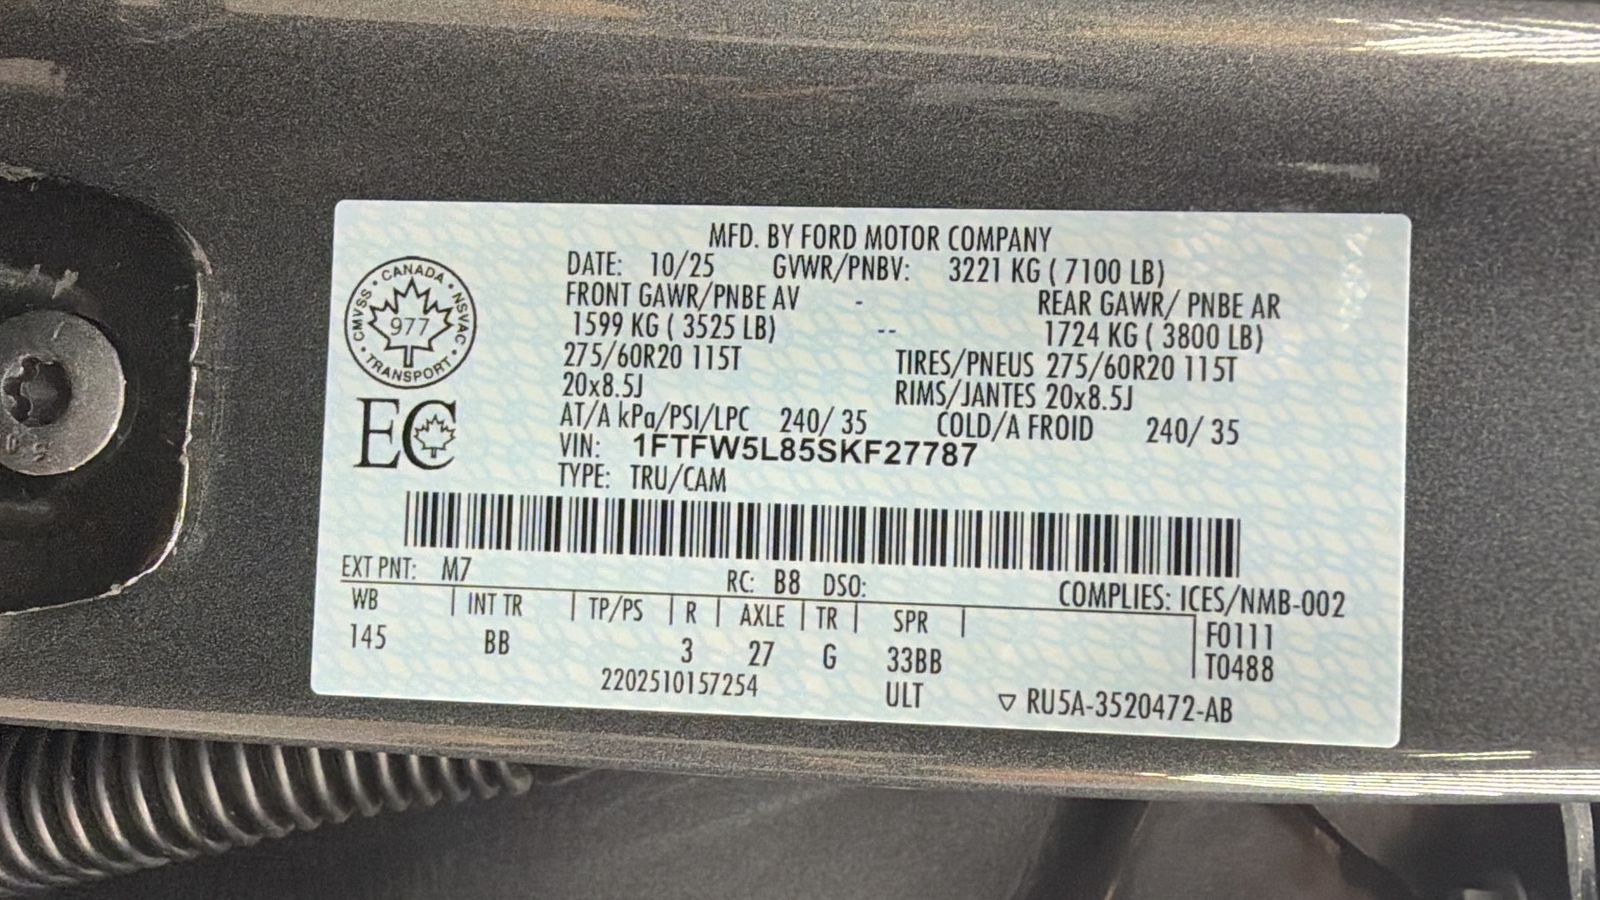 MFD. BY FORD MOTOR COMPANY
DATE: 10/25 GVWR/PNBV: 3221 KG ( 7100 LB)
FRONT GAWR/PNBE AV - REAR GAWR/ PNBE AR
1599 KG ( 3525 LB) -- 1724 KG ( 3800 LB)
275/60R20 115T TIRES/PNEUS 275/60R20 115T
20x8.5J RIMS/JANTES 20x8.5J
AT/A kPa/PSI/LPC 240/ 35 COLD/A FROID 240/ 35
VIN: 1FTFW5L85SKF27787
TYPE: TRU/CAM
CANADA
CMVSS • NSVAC
977
TRANSPORT
EC
EXT PNT: M7 RC: B8 DSO: COMPLIES: ICES/NMB-002
WB | INT TR | TP/PS | R | AXLE | TR | SPR | F0111
145 BB 3 27 G 33BB T0488
2202510157254 ULT ▽ RU5A-3520472-AB
5.0